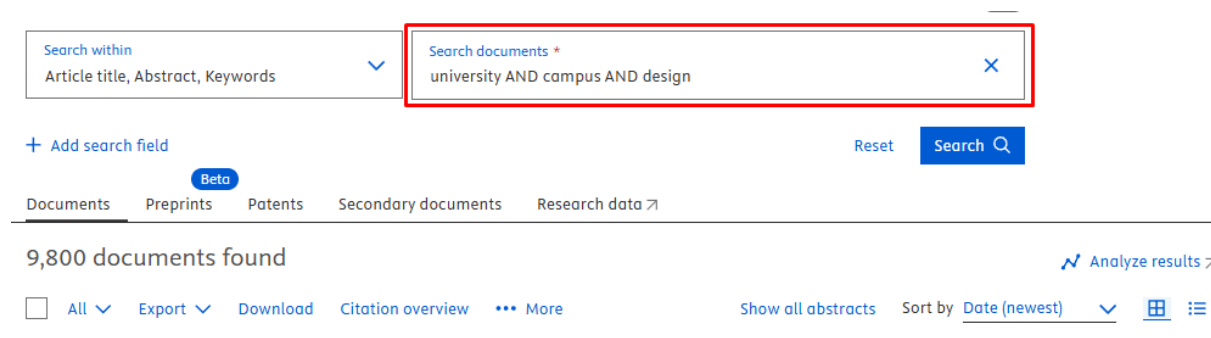 Search within
Article title, Abstract, Keywords
Search documents *
university AND campus AND design
+ Add search field
Reset
Search
Beta
Documents Preprints Patents Secondary documents Research data
9,800 documents found
Analyze results
All Export Download Citation overview ••• More Show all abstracts Sort by Date (newest)